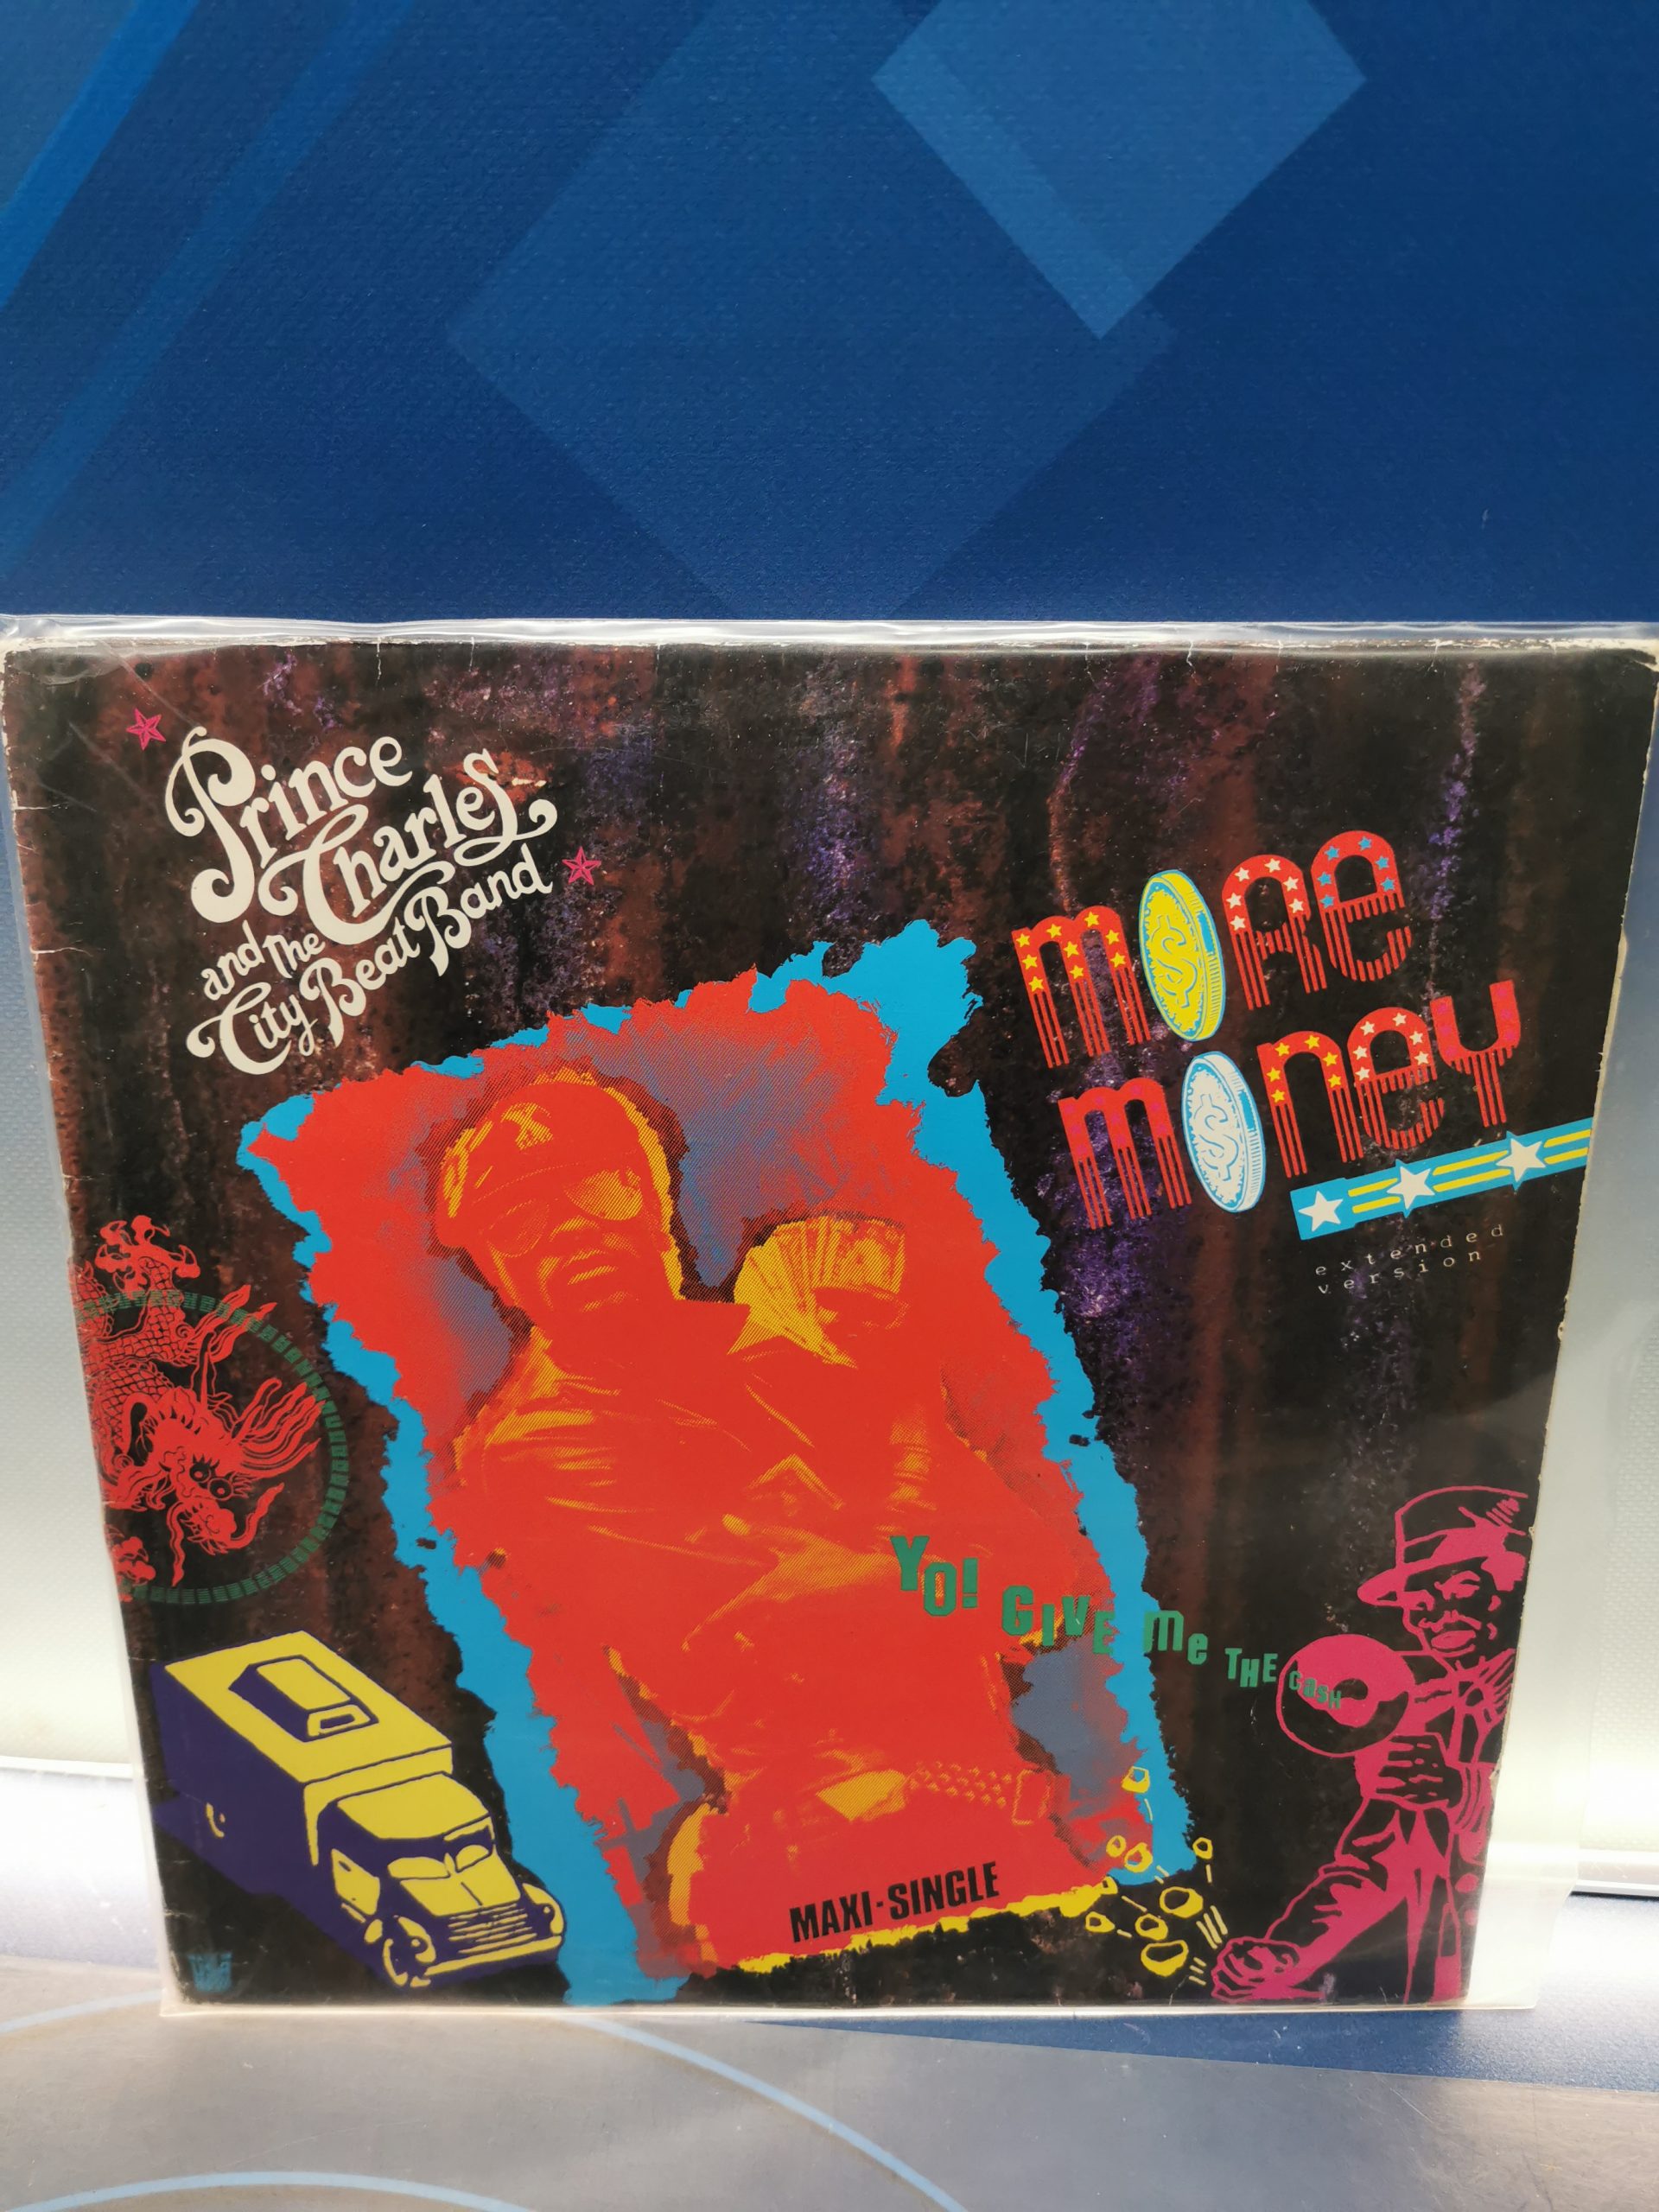 Prince
Charles
and The
City Beat Band
MORE
MONEY
extended
version
YO! GIVE Me THE CASH
MAXI·SINGLE